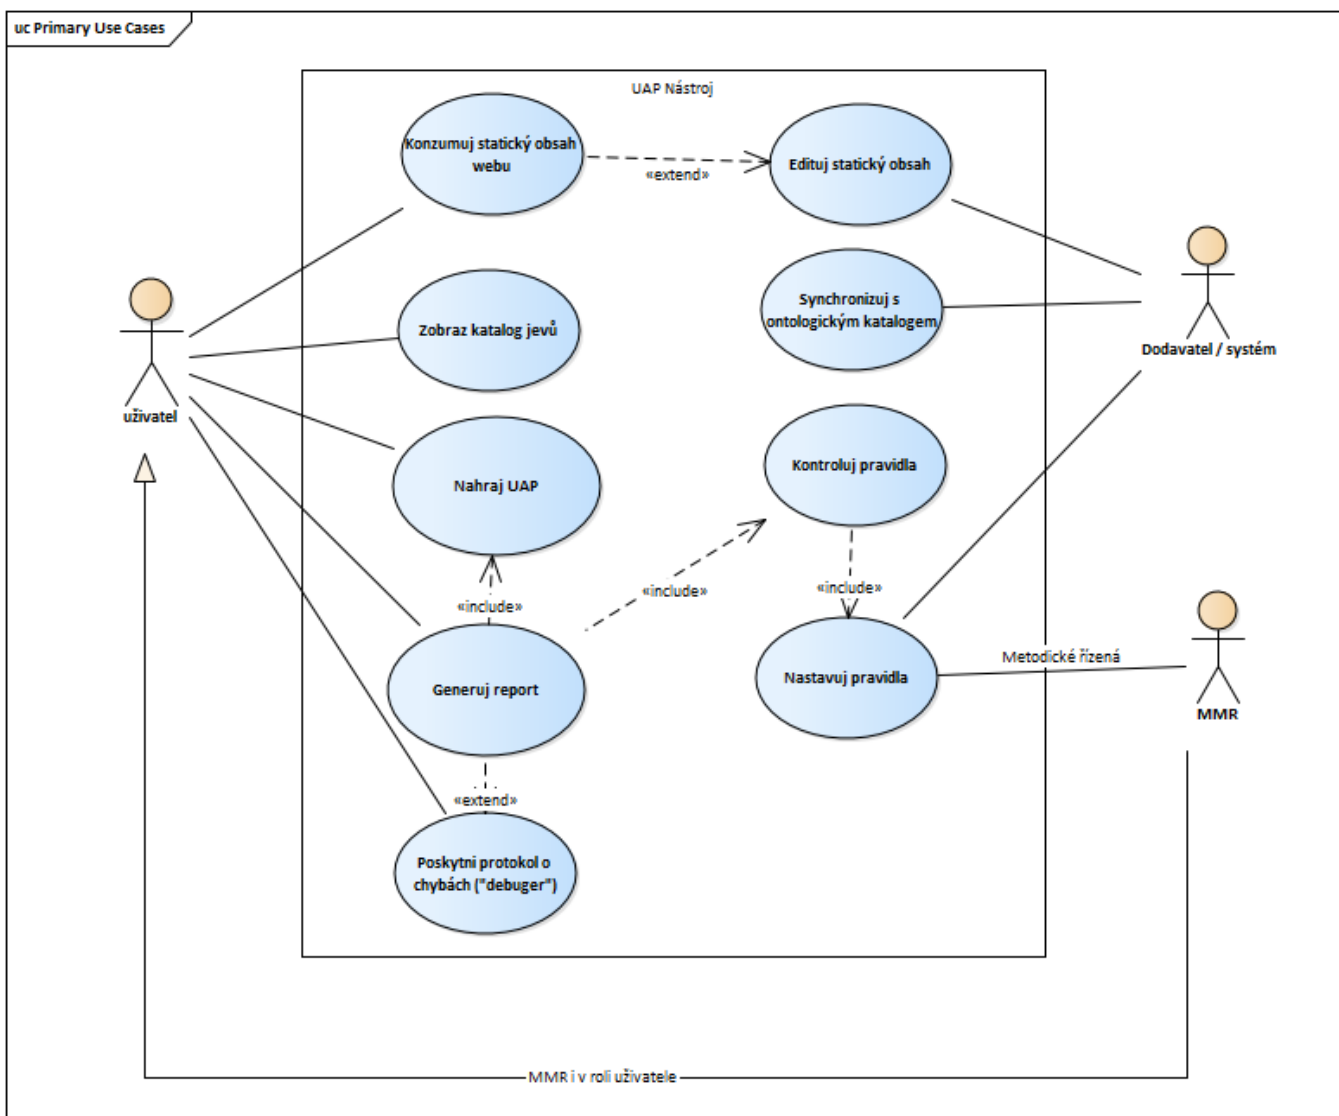 uc Primary Use Cases
UAP Nástroj
Konzumuj statický obsah
webu
«extend»
Edituj statický obsah
Zobraz katalog jevů
Synchronizuj s
ontologickým katalogem
Dodavatel / systém
uživatel
Nahraj UAP
Kontroluj pravidla
«include»
«include»
«include»
Generuj report
Nastavuj pravidla
Metodické řízená
MMR
«extend»
Poskytni protokol o
chybách ("debuger")
MMR i v roli uživatele